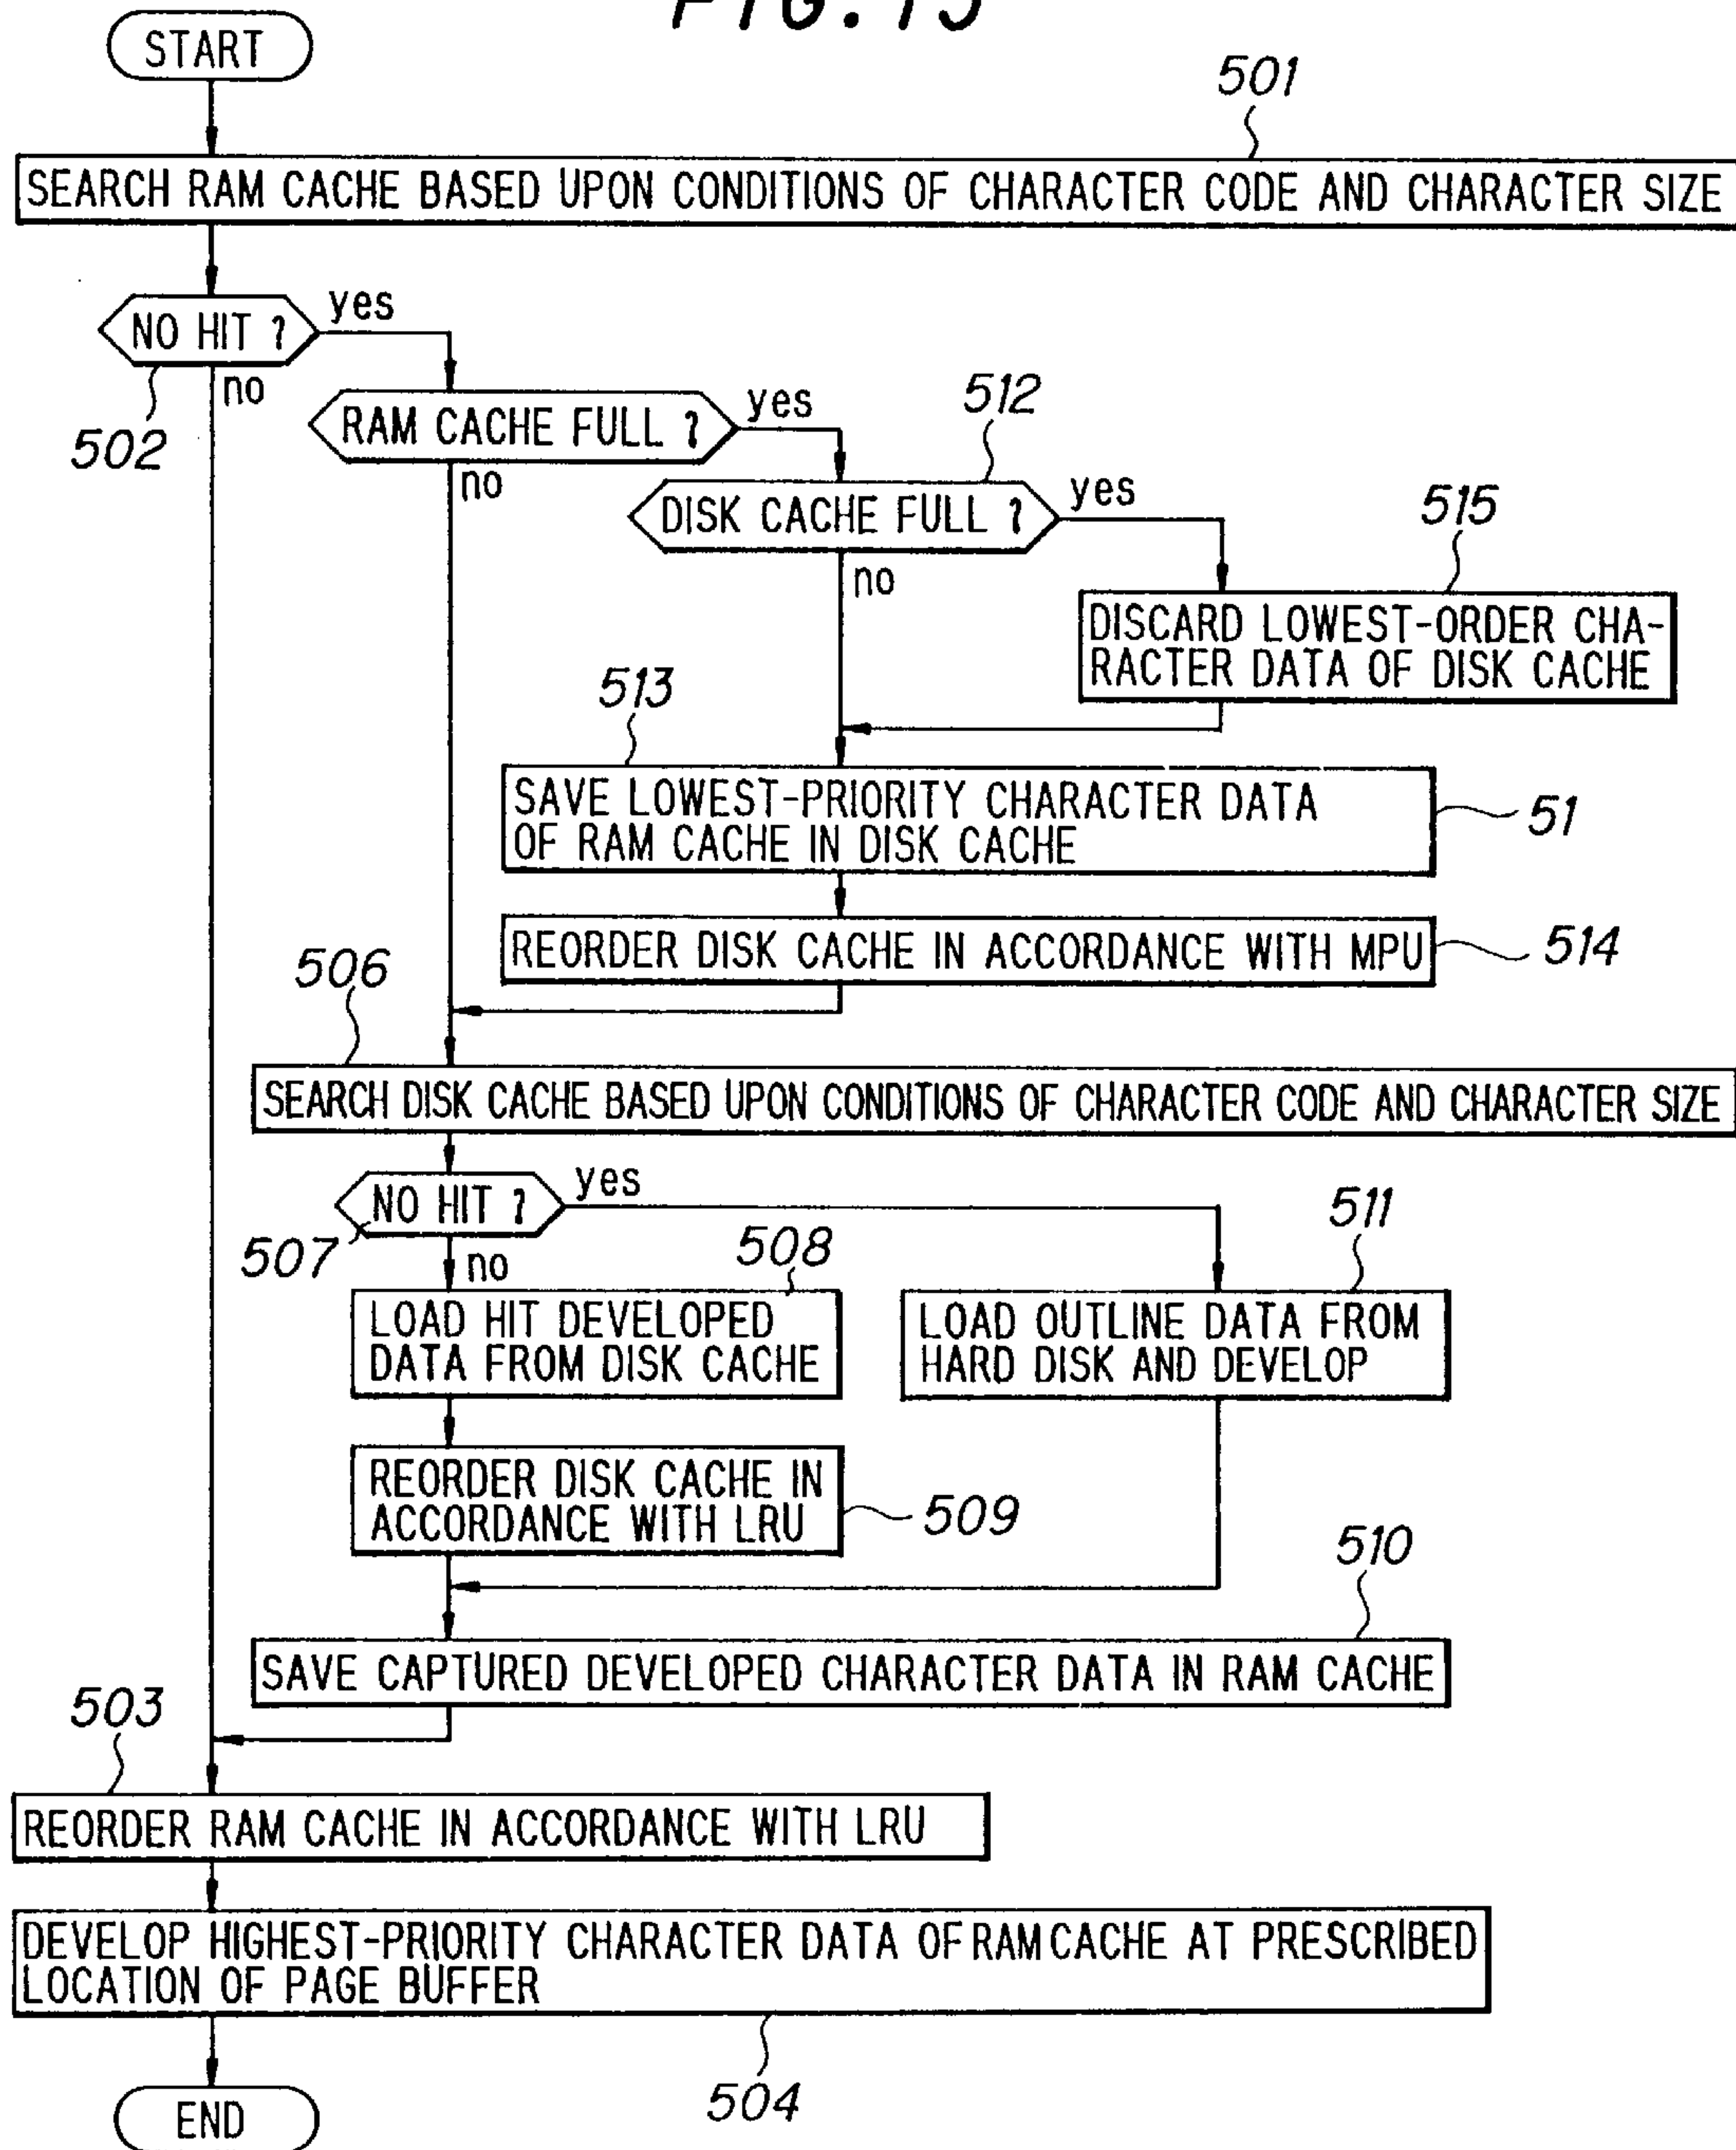 FIG. 15
START
501
SEARCH RAM CACHE BASED UPON CONDITIONS OF CHARACTER CODE AND CHARACTER SIZE
NO HIT ?
yes
no
502
RAM CACHE FULL ?
yes
no
512
DISK CACHE FULL ?
yes
no
515
DISCARD LOWEST-ORDER CHA-
RACTER DATA OF DISK CACHE
513
SAVE LOWEST-PRIORITY CHARACTER DATA
OF RAM CACHE IN DISK CACHE
51
REORDER DISK CACHE IN ACCORDANCE WITH MPU
514
506
SEARCH DISK CACHE BASED UPON CONDITIONS OF CHARACTER CODE AND CHARACTER SIZE
NO HIT ?
yes
507
no
508
511
LOAD HIT DEVELOPED
DATA FROM DISK CACHE
LOAD OUTLINE DATA FROM
HARD DISK AND DEVELOP
REORDER DISK CACHE IN
ACCORDANCE WITH LRU
509
510
SAVE CAPTURED DEVELOPED CHARACTER DATA IN RAM CACHE
503
REORDER RAM CACHE IN ACCORDANCE WITH LRU
DEVELOP HIGHEST-PRIORITY CHARACTER DATA OF RAM CACHE AT PRESCRIBED
LOCATION OF PAGE BUFFER
504
END